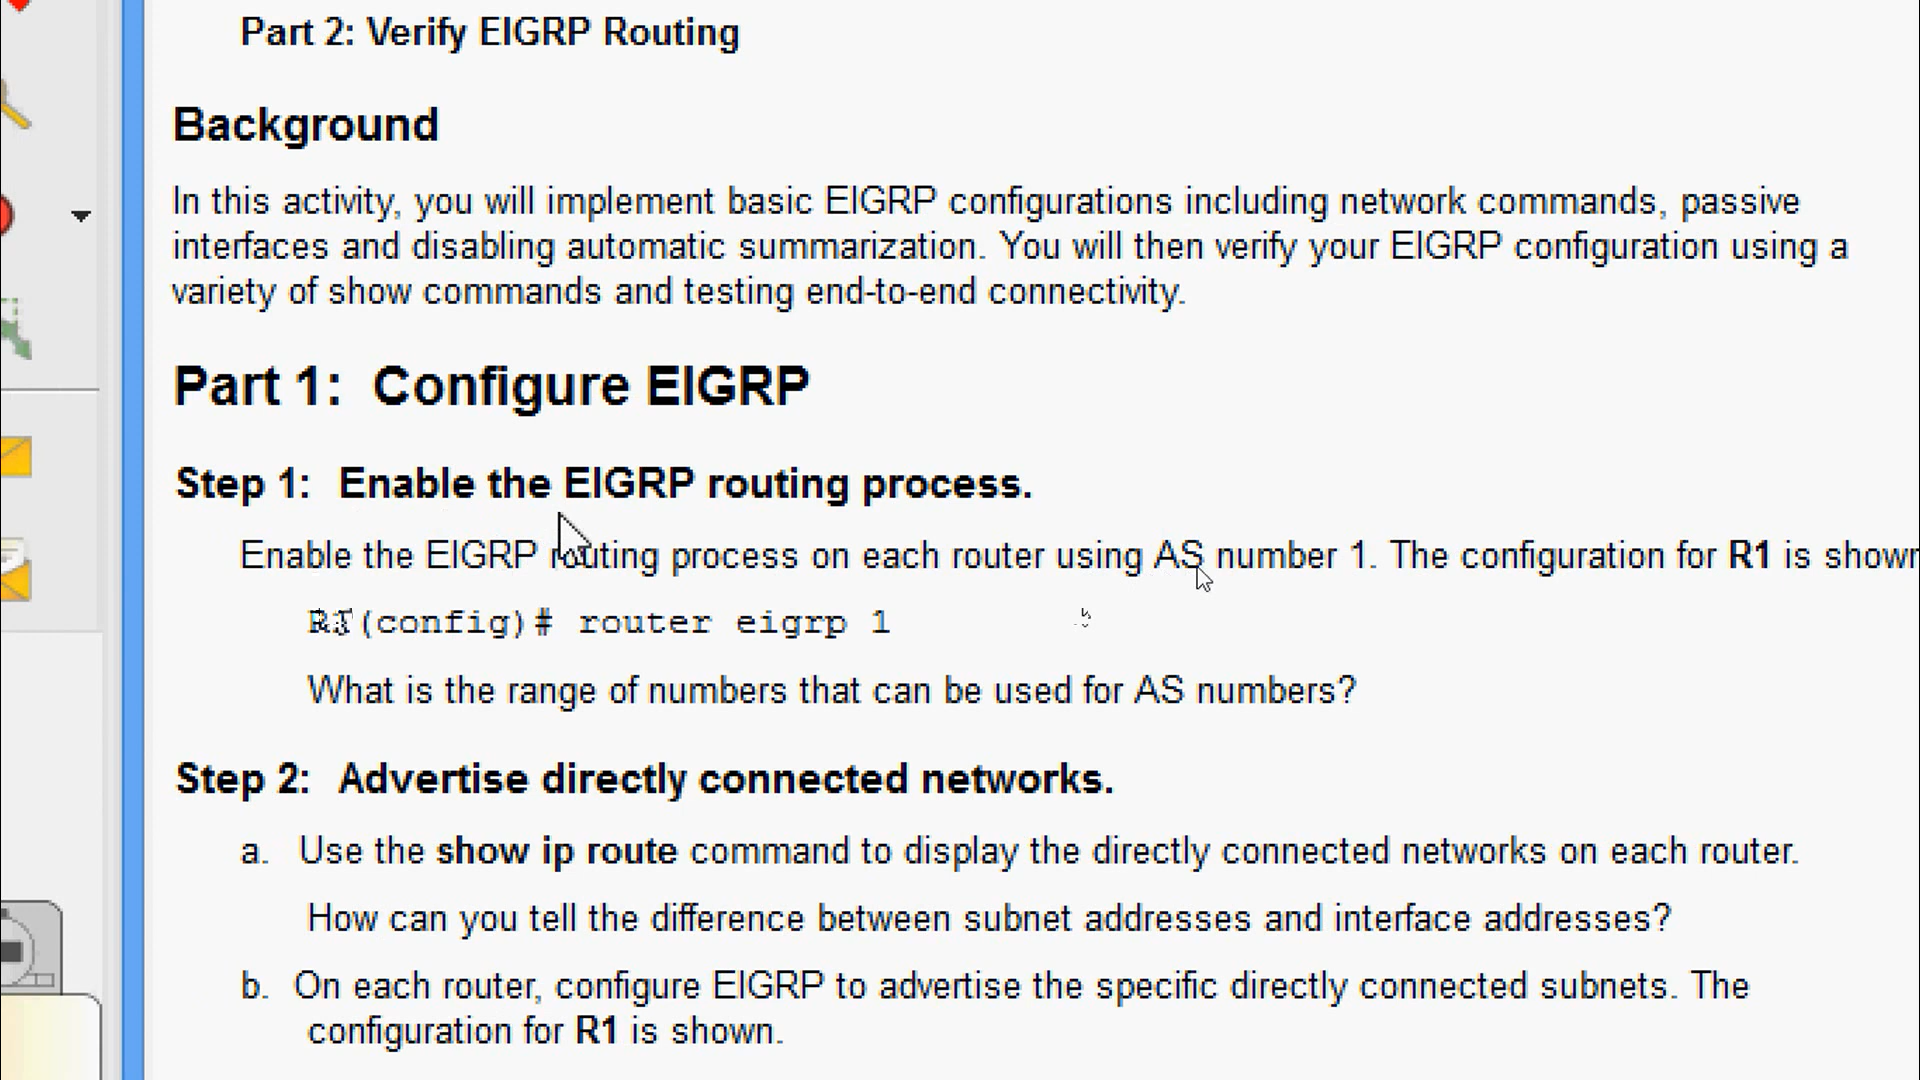 Part 2: Verify EIGRP Routing
Background
In this activity, you will implement basic EIGRP configurations including network commands, passive
interfaces and disabling automatic summarization. You will then verify your EIGRP configuration using a
variety of show commands and testing end-to-end connectivity.
Part 1: Configure EIGRP
Step 1: Enable the EIGRP routing process.
Enable the EIGRP routing process on each router using AS number 1. The configuration for R1 is shown
(config)# router eigrp 1
What is the range of numbers that can be used for AS numbers?
Step 2: Advertise directly connected networks.
a. Use the show ip route command to display the directly connected networks on each router.
How can you tell the difference between subnet addresses and interface addresses?
b. On each router, configure EIGRP to advertise the specific directly connected subnets. The
configuration for R1 is shown.